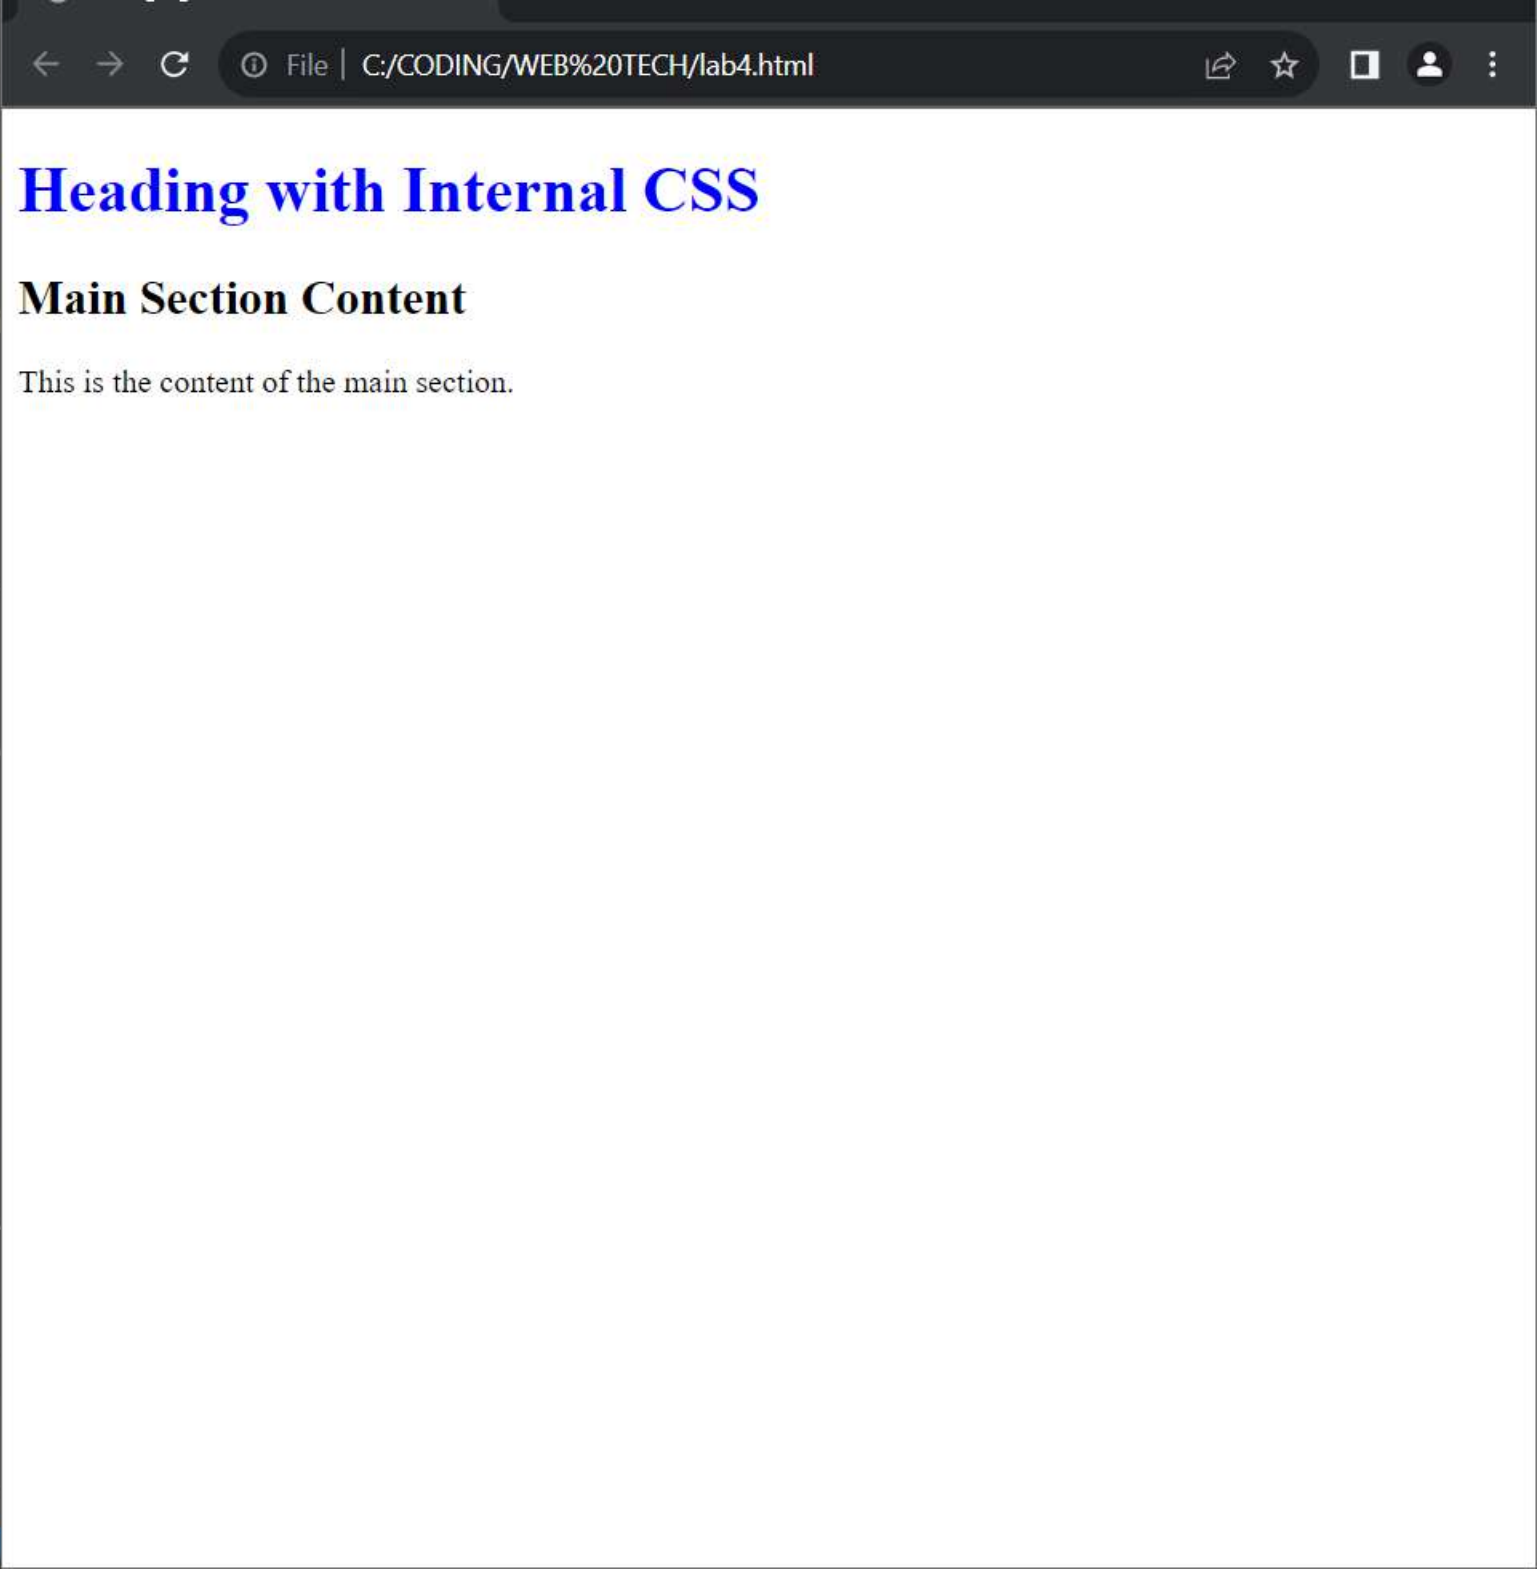 File | C:/CODING/WEB%20TECH/lab4.html
Heading with Internal CSS
Main Section Content
This is the content of the main section.